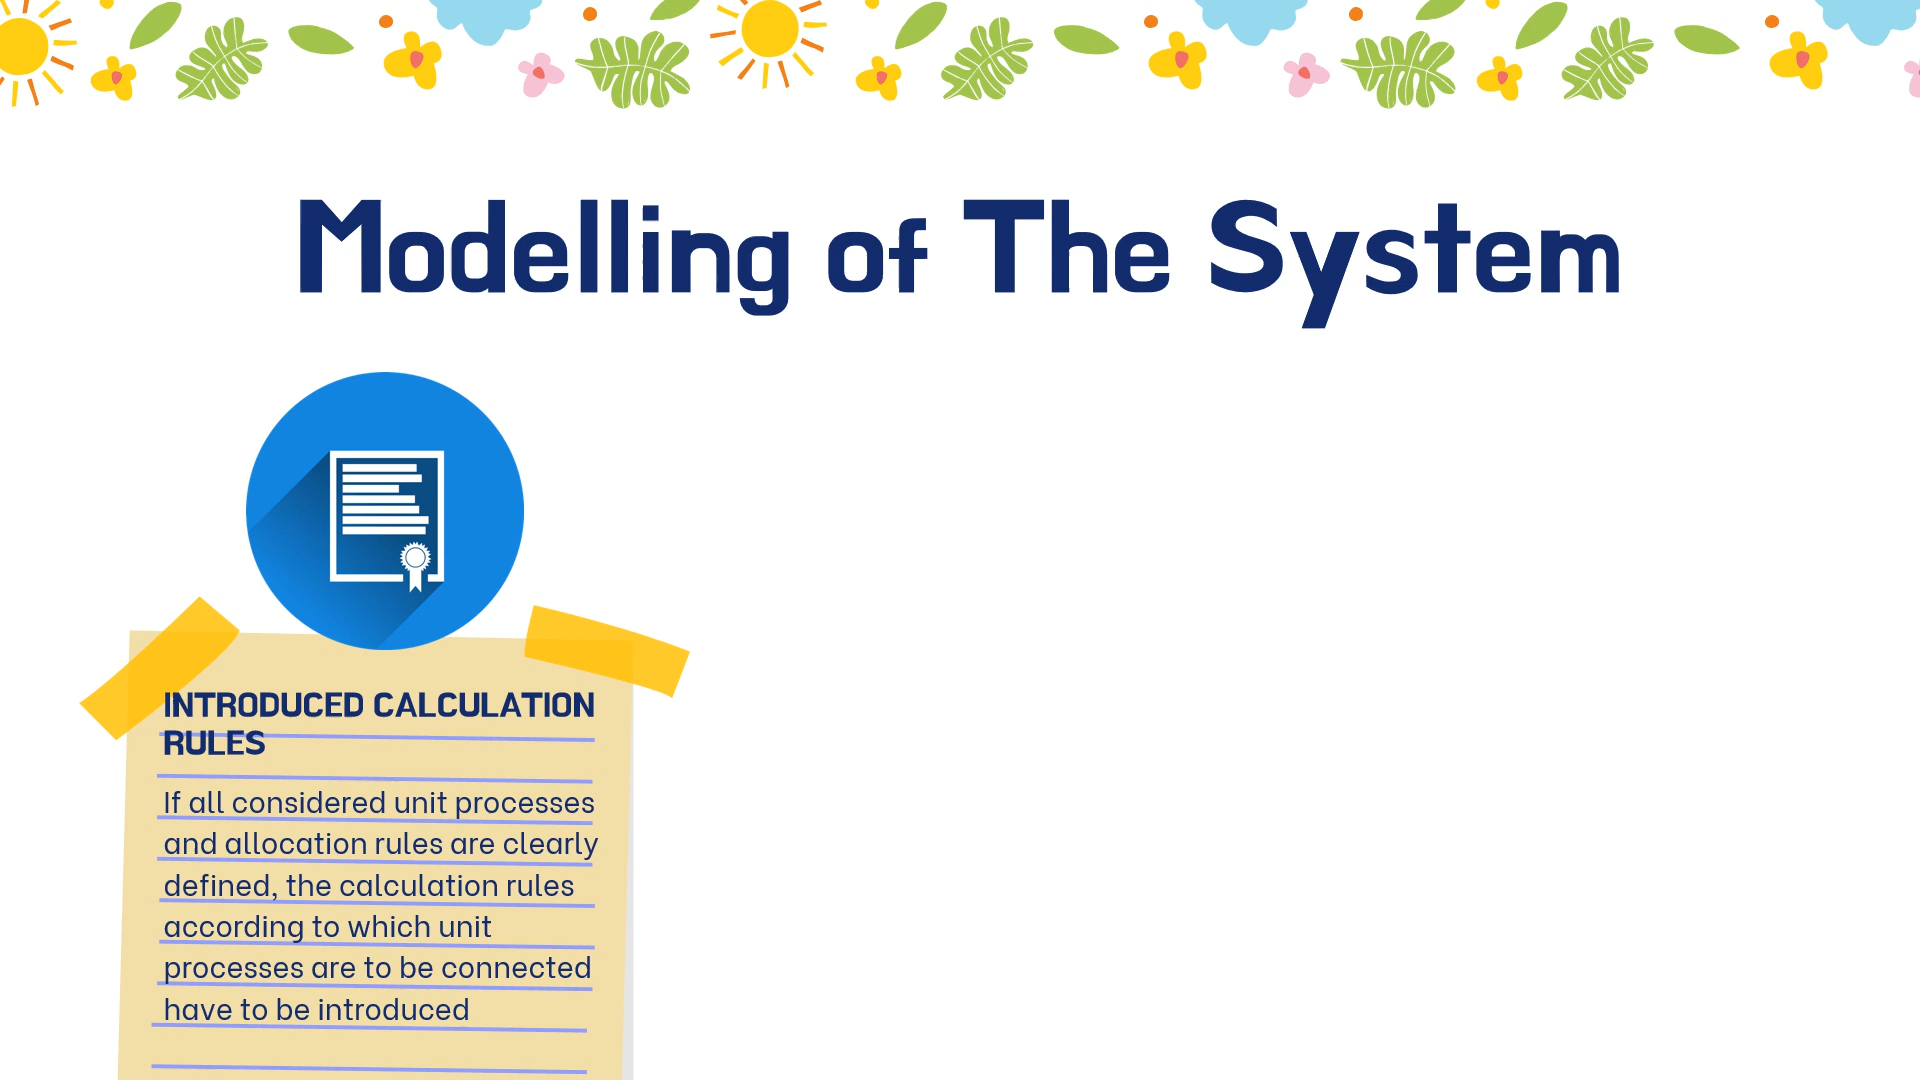 Modelling of The System
INTRODUCED CALCULATION
RULES
If all considered unit processes
and allocation rules are clearly
defined, the calculation rules
according to which unit
processes are to be connected
have to be introduced